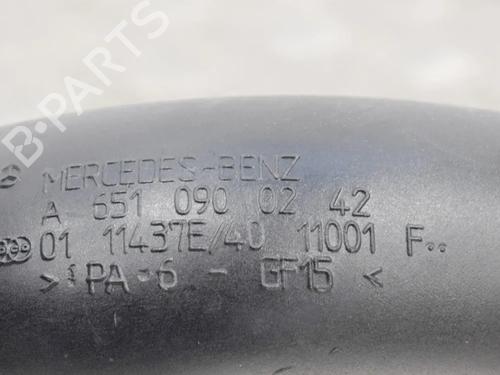 B-PARTS
MERCEDES-BENZ
A 651 090 02 42
01 11437E/40 11001 F..
>PA-6 - GF15<